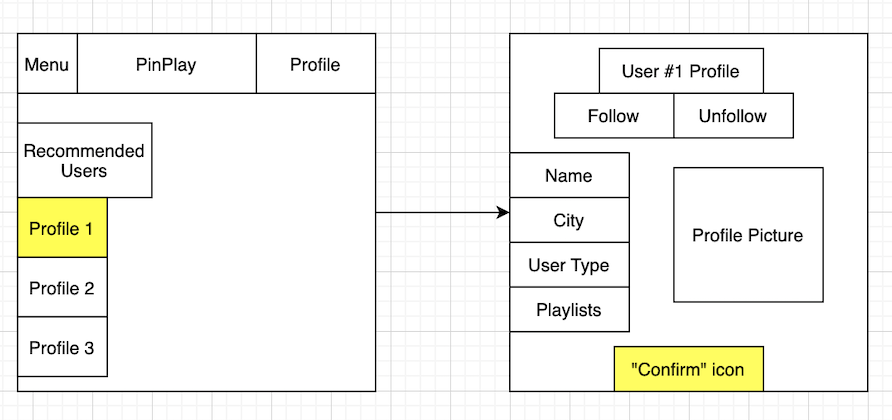 Menu
PinPlay
Profile
Recommended
Users
Profile 1
Profile 2
Profile 3
User #1 Profile
Follow
Unfollow
Name
City
User Type
Playlists
Profile Picture
"Confirm" icon